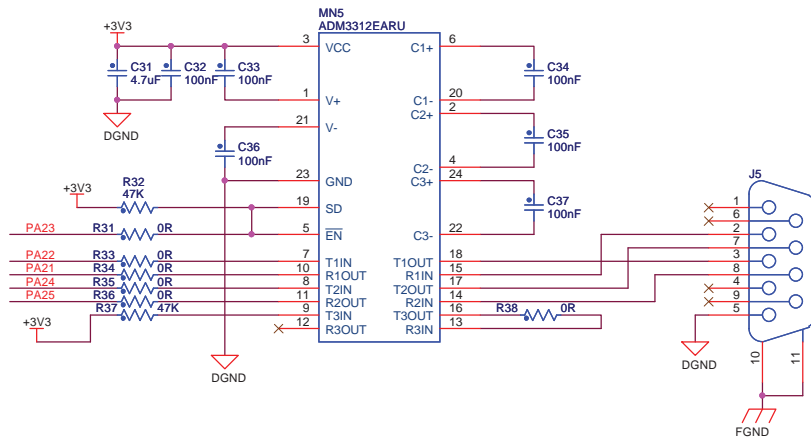 MN5
ADM3312EARU
+3V3
3 VCC C1+ 6
C31 4.7uF
C32 100nF
C33 100nF
C34 100nF
1 V+ C1- 20
C2+ 2
21 V-
DGND
C36 100nF
C35 100nF
C2- 4
23 GND C3+ 24
J5
R32 47K
+3V3
19 SD
C37 100nF
PA23 R31 0R 5 EN C3- 22
PA22 R33 0R 7 T1IN T1OUT 18
PA21 R34 0R 10 R1OUT R1IN 15
PA24 R35 0R 8 T2IN T2OUT 17
PA25 R36 0R 11 R2OUT R2IN 14
R37 47K 9 T3IN T3OUT 16 R38 0R
+3V3
12 R3OUT R3IN 13
1
6
2
7
3
8
4
9
5
DGND
DGND
10 11
FGND